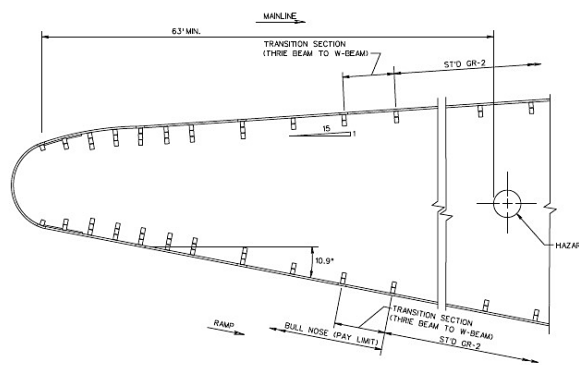 MAINLINE
63' MIN.
TRANSITION SECTION
(THRIE BEAM TO W-BEAM)
ST'D GR-2
15
1
HAZAR
10.9°
TRANSITION SECTION
(THRIE BEAM TO W-BEAM)
RAMP
BULL NOSE (PAY LIMIT)
ST'D GR-2